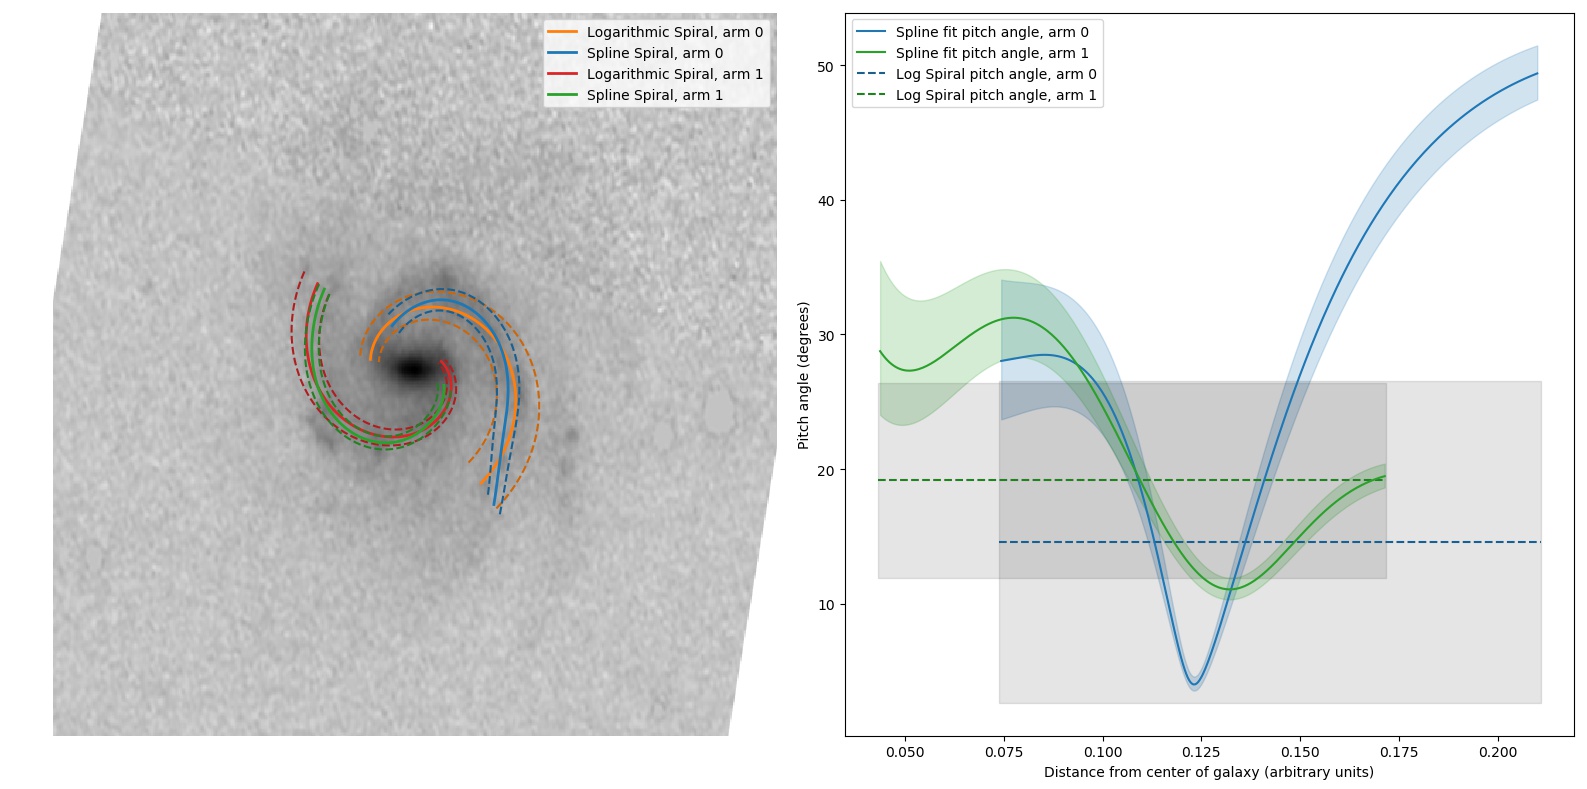 Logarithmic Spiral, arm 0
Spline Spiral, arm 0
Logarithmic Spiral, arm 1
Spline Spiral, arm 1
Spline fit pitch angle, arm 0
Spline fit pitch angle, arm 1
Log Spiral pitch angle, arm 0
Log Spiral pitch angle, arm 1
Pitch angle (degrees)
50
40
30
20
10
0.050 0.075 0.100 0.125 0.150 0.175 0.200
Distance from center of galaxy (arbitrary units)